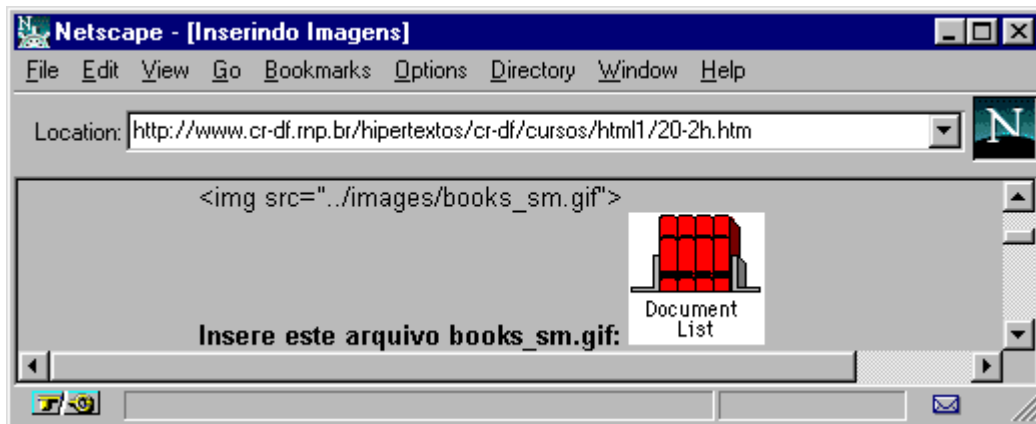 Netscape - [Inserindo Imagens]
File Edit View Go Bookmarks Options Directory Window Help
Location: http://www.cr-df.rnp.br/hipertextos/cr-df/cursos/html1/20-2h.htm
N
<img src="../images/books_sm.gif">
Document
List
Insere este arquivo books_sm.gif: